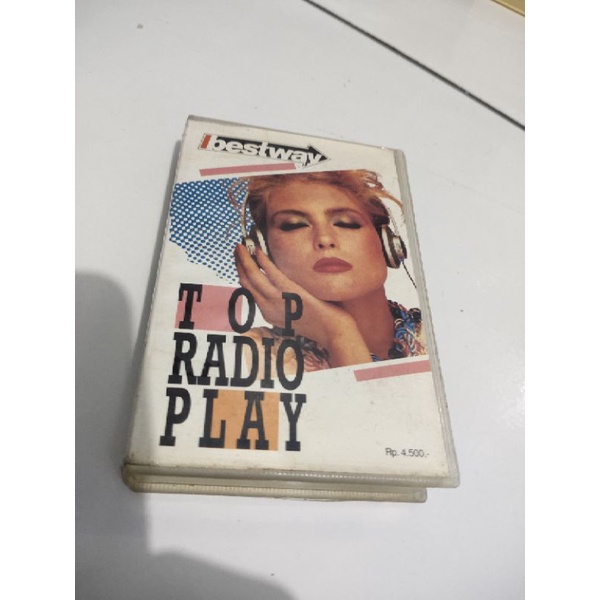 bestway
TOP
RADIO
PLAY
Rp. 4.500,-